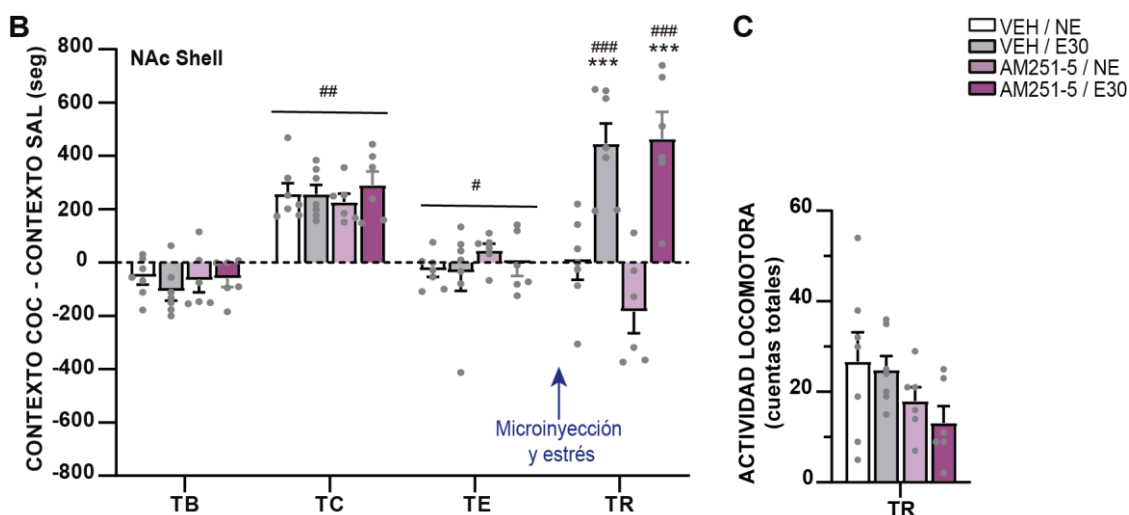 B
NAc Shell
CONTEXTO COC - CONTEXTO SAL (seg)
800
600
400
200
0
-200
-400
-600
-800
##
#
###
***
###
***
Microinyección
y estrés
TB
TC
TE
TR
C
VEH / NE
VEH / E30
AM251-5 / NE
AM251-5 / E30
ACTIVIDAD LOCOMOTORA
(cuentas totales)
60
40
20
0
TR